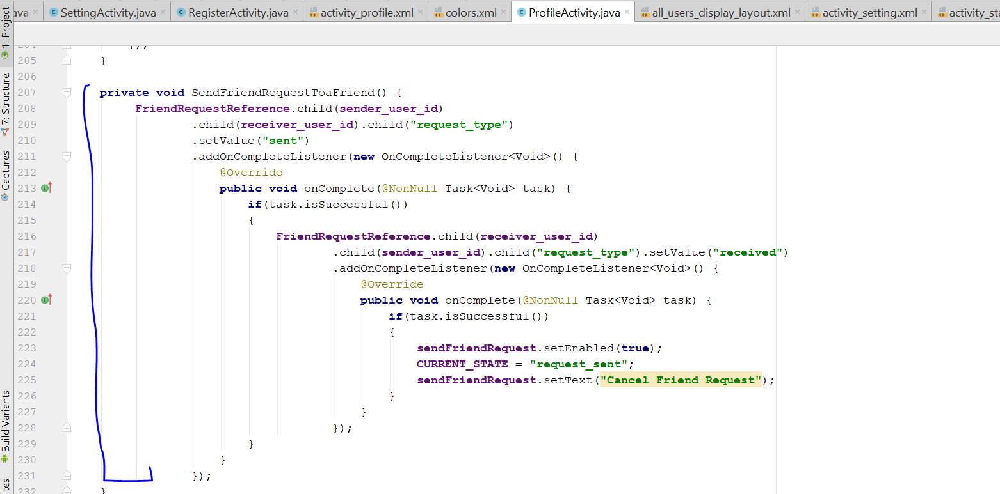 ava
SettingActivity.java
RegisterActivity.java
activity_profile.xml
colors.xml
ProfileActivity.java
all_users_display_layout.xml
activity_setting.xml
activity_sta
1: Project
7: Structure
Captures
Build Variants
ites
204 });
205 }
206
207 private void SendFriendRequestToaFriend() {
208 FriendRequestReference.child(sender_user_id)
209 .child(receiver_user_id).child("request_type")
210 .setValue("sent")
211 .addOnCompleteListener(new OnCompleteListener<Void>() {
212 @Override
213 public void onComplete(@NonNull Task<Void> task) {
214 if(task.isSuccessful())
215 {
216 FriendRequestReference.child(receiver_user_id)
217 .child(sender_user_id).child("request_type").setValue("received")
218 .addOnCompleteListener(new OnCompleteListener<Void>() {
219 @Override
220 public void onComplete(@NonNull Task<Void> task) {
221 if(task.isSuccessful())
222 {
223 sendFriendRequest.setEnabled(true);
224 CURRENT_STATE = "request_sent";
225 sendFriendRequest.setText("Cancel Friend Request");
226 }
227 }
228 });
229 }
230 }
231 });
232 }